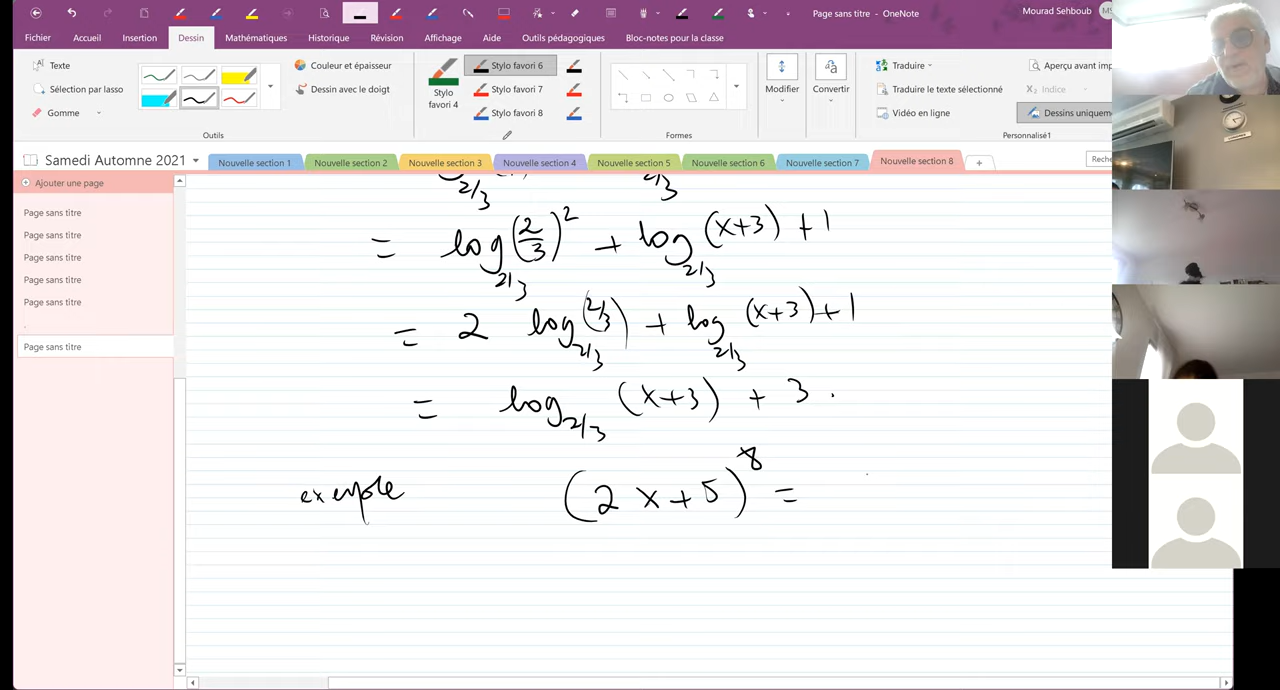 Page sans titre - OneNote
Mourad Sehboub
Fichier Accueil Insertion Dessin Mathématiques Historique Révision Affichage Aide Outils pédagogiques Bloc-notes pour la classe
Texte
Sélection par lasso
Gomme
Outils
Couleur et épaisseur
Dessin avec le doigt
Stylo favori 4
Stylo favori 6
Stylo favori 7
Stylo favori 8
Formes
Modifier
Convertir
Traduire
Traduire le texte sélectionné
Vidéo en ligne
Aperçu avant imp
Indice
Dessins uniqueme
Personnalisé1
Samedi Automne 2021
Nouvelle section 1 Nouvelle section 2 Nouvelle section 3 Nouvelle section 4 Nouvelle section 5 Nouvelle section 6 Nouvelle section 7 Nouvelle section 8
Reche
Ajouter une page
Page sans titre
Page sans titre
Page sans titre
Page sans titre
Page sans titre
Page sans titre
2/3 2/3
= log_{2/3} (2/3)^2 + log_{2/3} (x+3) + 1
= 2 log_{2/3} (2/3) + log_{2/3} (x+3) + 1
= log_{2/3} (x+3) + 3 .
exemple (2x+5)^8 =